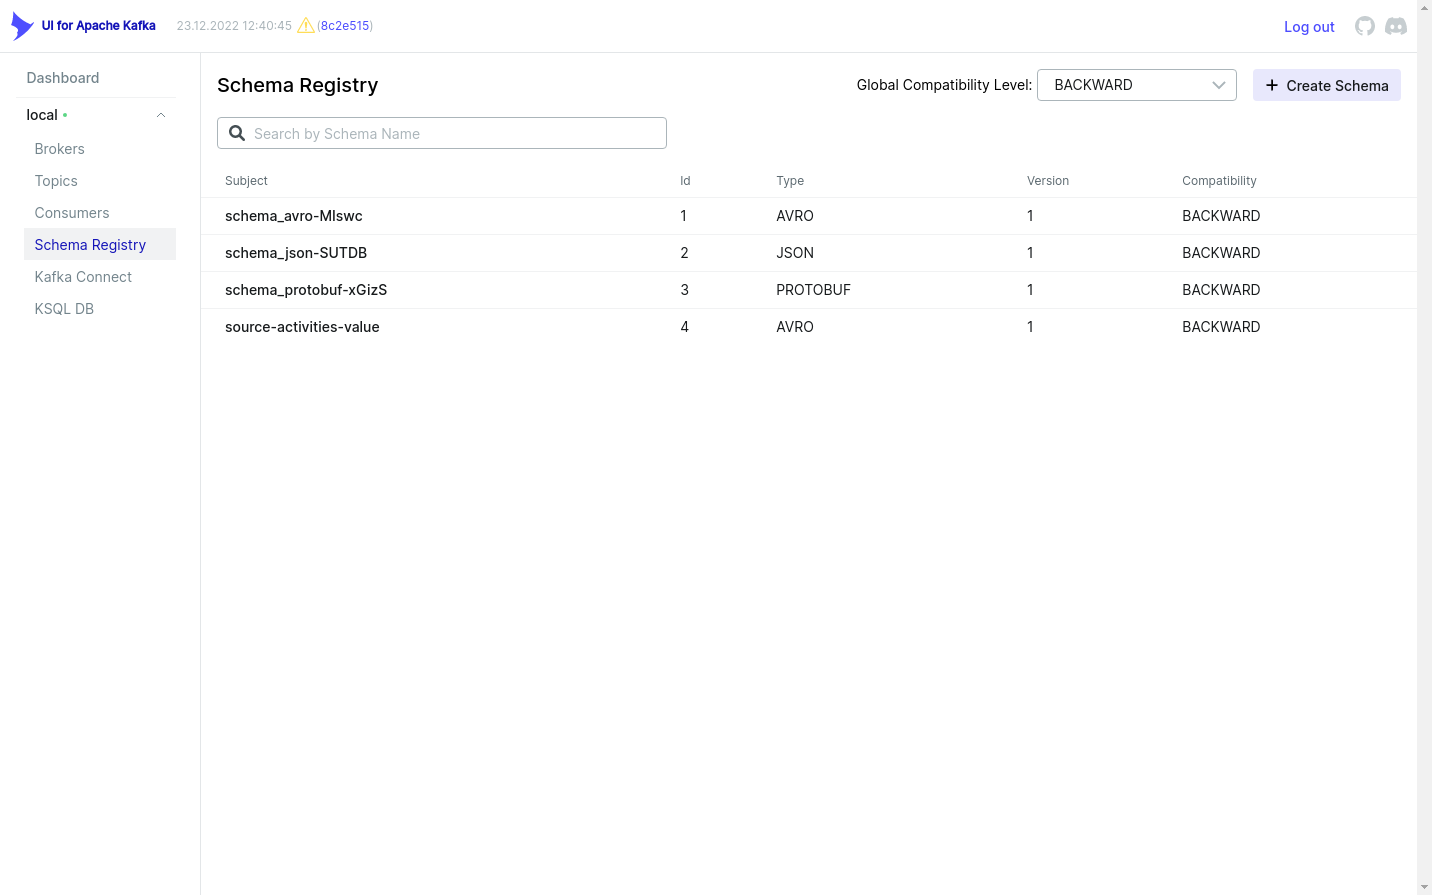 UI for Apache Kafka 23.12.2022 12:40:45 (8c2e515) Log out
Dashboard
local
Brokers
Topics
Consumers
Schema Registry
Kafka Connect
KSQL DB
Schema Registry Global Compatibility Level: BACKWARD Create Schema
Search by Schema Name
Subject Id Type Version Compatibility
schema_avro-MIswc 1 AVRO 1 BACKWARD
schema_json-SUTDB 2 JSON 1 BACKWARD
schema_protobuf-xGizS 3 PROTOBUF 1 BACKWARD
source-activities-value 4 AVRO 1 BACKWARD